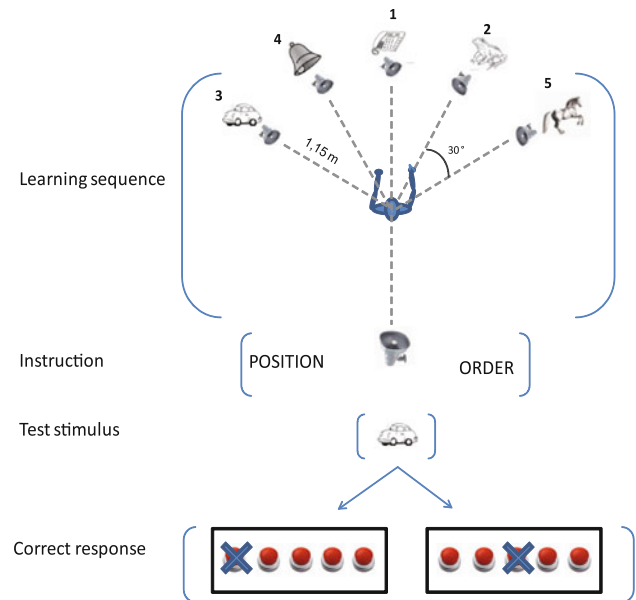 1
4
2
3
5
1,15 m
30°
Learning sequence
Instruction
POSITION
ORDER
Test stimulus
Correct response